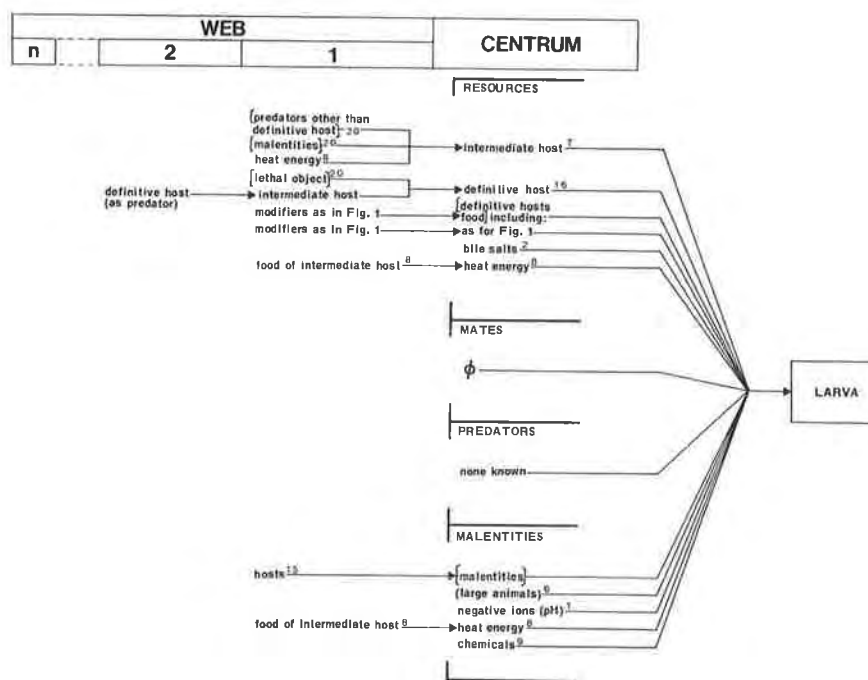 WEB
CENTRUM
n 2 1
RESOURCES
[predators other than
definitive host] 20
[malentities] 20
heat energy 8
intermediate host 7
[lethal object] 20
definitive host
(as predator)
intermediate host
definitive host 16
[definitive hosts
modifiers as in Fig. 1
food] including:
modifiers as in Fig. 1
as for Fig. 1
bile salts 2
food of intermediate host 8
heat energy 8
MATES
ϕ
LARVA
PREDATORS
none known
MALENTITIES
hosts 15
[malentities]
(large animals) 6
negative ions (pH) 1
food of intermediate host 8
heat energy 8
chemicals 9